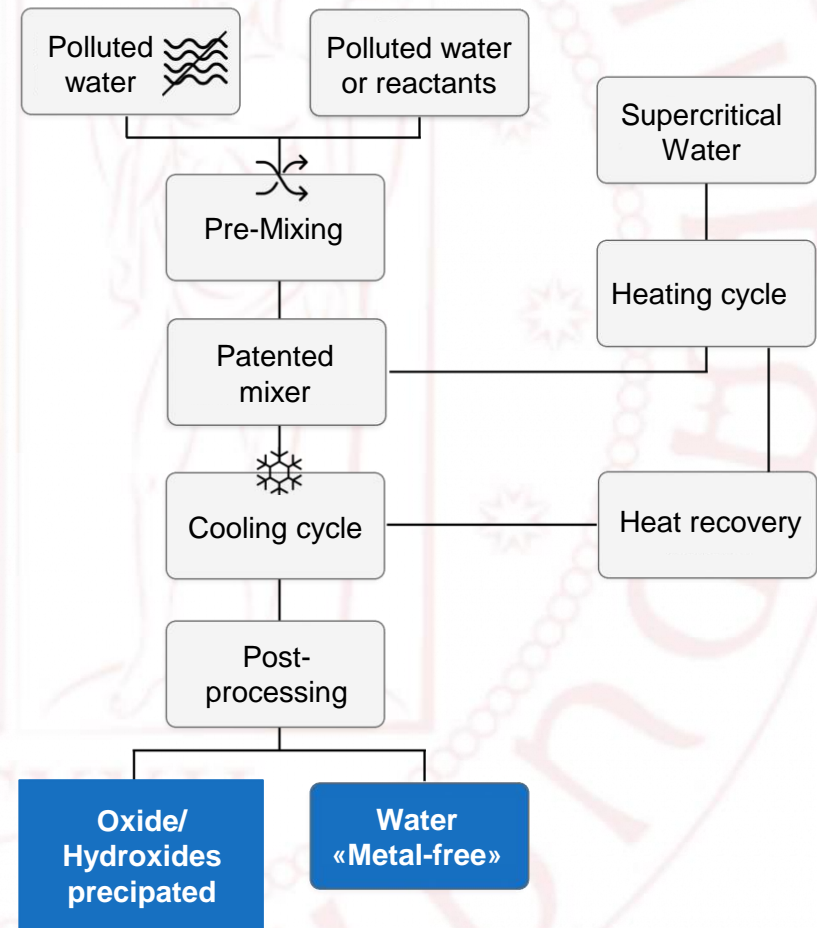 Polluted
water
Polluted water
or reactants
Supercritical
Water
Pre-Mixing
Heating cycle
Patented
mixer
Cooling cycle
Heat recovery
Post-
processing
Oxide/
Hydroxides
precipated
Water
«Metal-free»